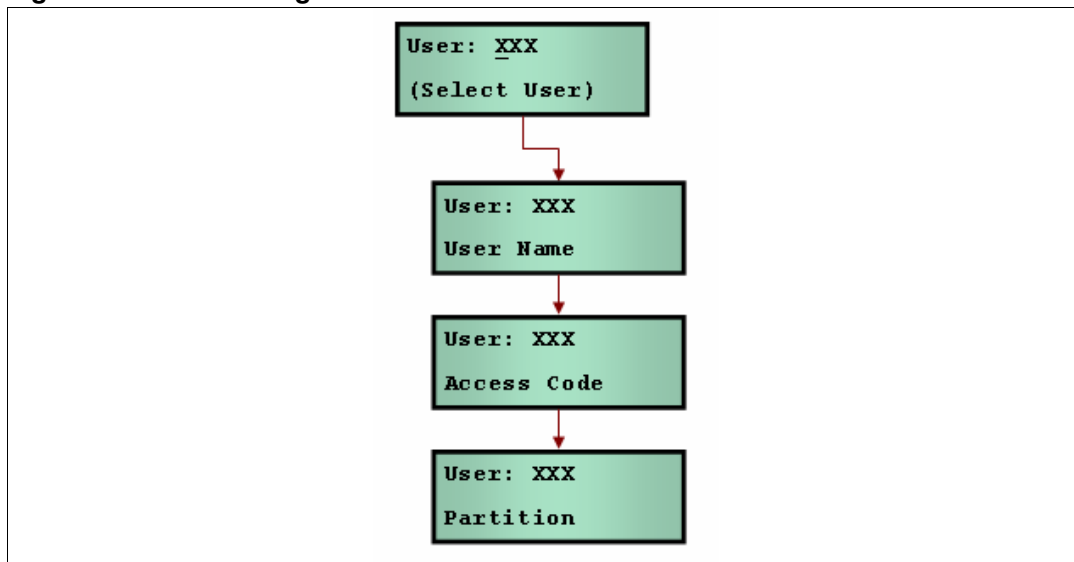 User: XXX
(Select User)
User: XXX
User Name
User: XXX
Access Code
User: XXX
Partition